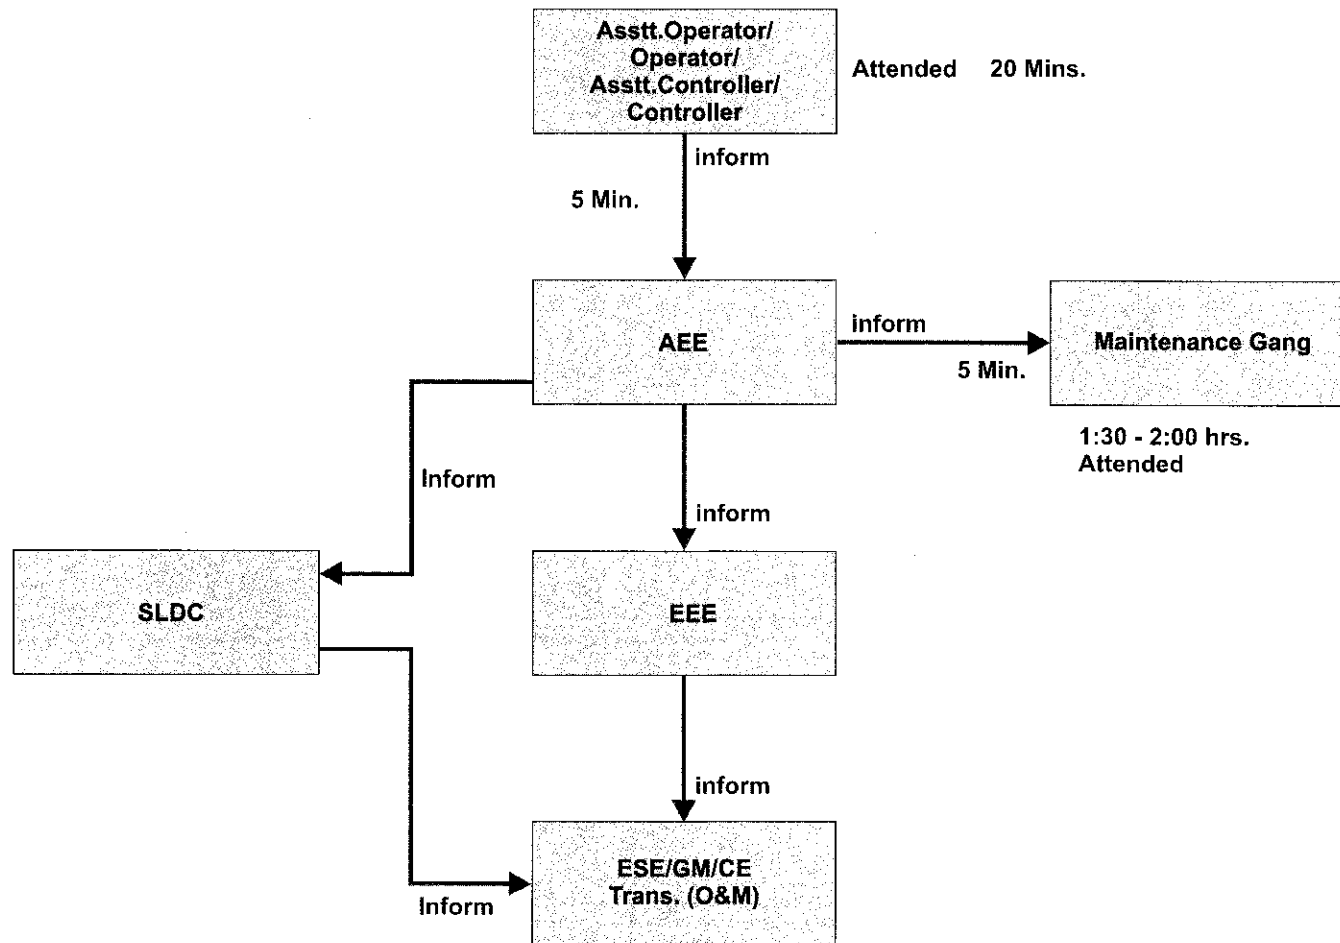 Asstt.Operator/
Operator/
Asstt.Controller/
Controller
Attended 20 Mins.
inform
5 Min.
AEE
inform
5 Min.
Maintenance Gang
1:30 - 2:00 hrs.
Attended
Inform
inform
SLDC
EEE
inform
Inform
ESE/GM/CE
Trans. (O&M)